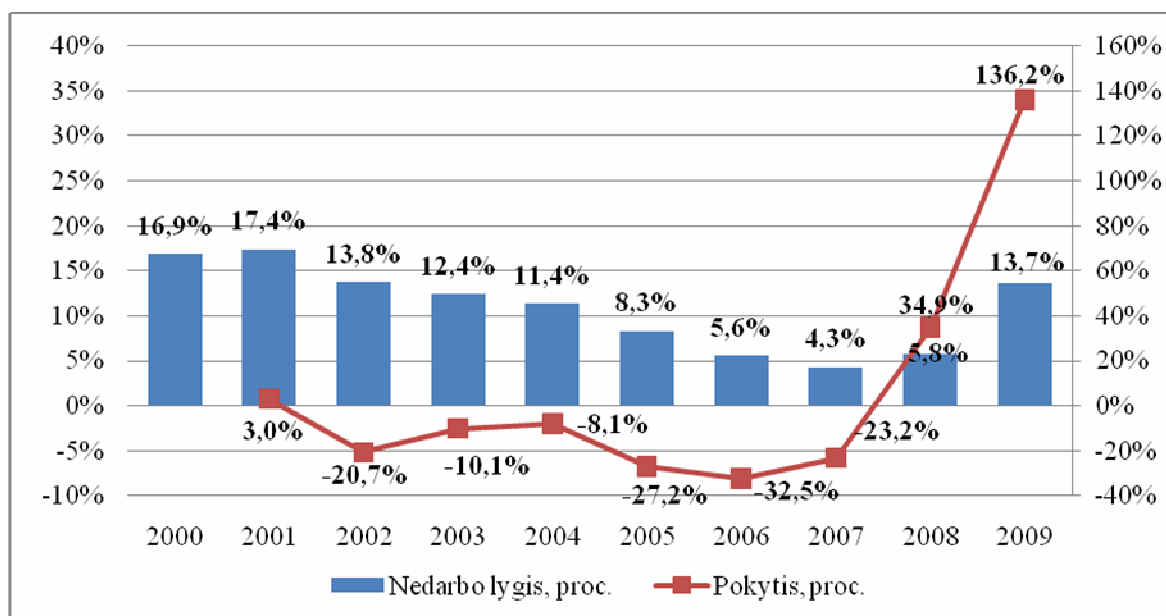 40% 160%
136,2%
35% 140%
30% 120%
25% 100%
16,9% 17,4%
20% 80%
13,8% 12,4% 11,4% 13,7%
15% 60%
8,3% 5,6% 4,3% 34,9%
10% 40%
5,8%
5% 20%
0% 0%
3,0% -8,1% -23,2%
-5% -20%
-20,7% -10,1% -27,2% -32,5%
-10% -40%
2000 2001 2002 2003 2004 2005 2006 2007 2008 2009
Nedarbo lygis, proc. Pokytis, proc.